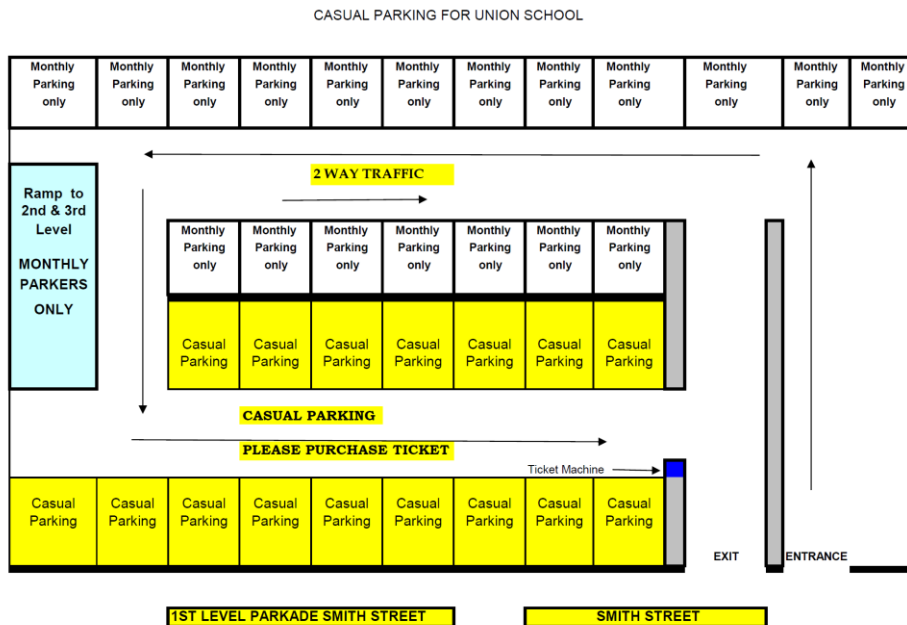 CASUAL PARKING FOR UNION SCHOOL
Monthly Monthly Monthly Monthly Monthly Monthly Monthly Monthly Monthly Monthly Monthly
Parking Parking Parking Parking Parking Parking Parking Parking Parking Parking Parking
only only only only only only only only only only only
2 WAY TRAFFIC
Ramp to
2nd & 3rd
Level
MONTHLY
PARKERS
ONLY
Monthly Monthly Monthly Monthly Monthly Monthly Monthly
Parking Parking Parking Parking Parking Parking Parking
only only only only only only only
Casual Casual Casual Casual Casual Casual Casual
Parking Parking Parking Parking Parking Parking Parking
CASUAL PARKING
PLEASE PURCHASE TICKET
Ticket Machine
Casual Casual Casual Casual Casual Casual Casual Casual Casual
Parking Parking Parking Parking Parking Parking Parking Parking Parking
EXIT ENTRANCE
1ST LEVEL PARKADE SMITH STREET SMITH STREET